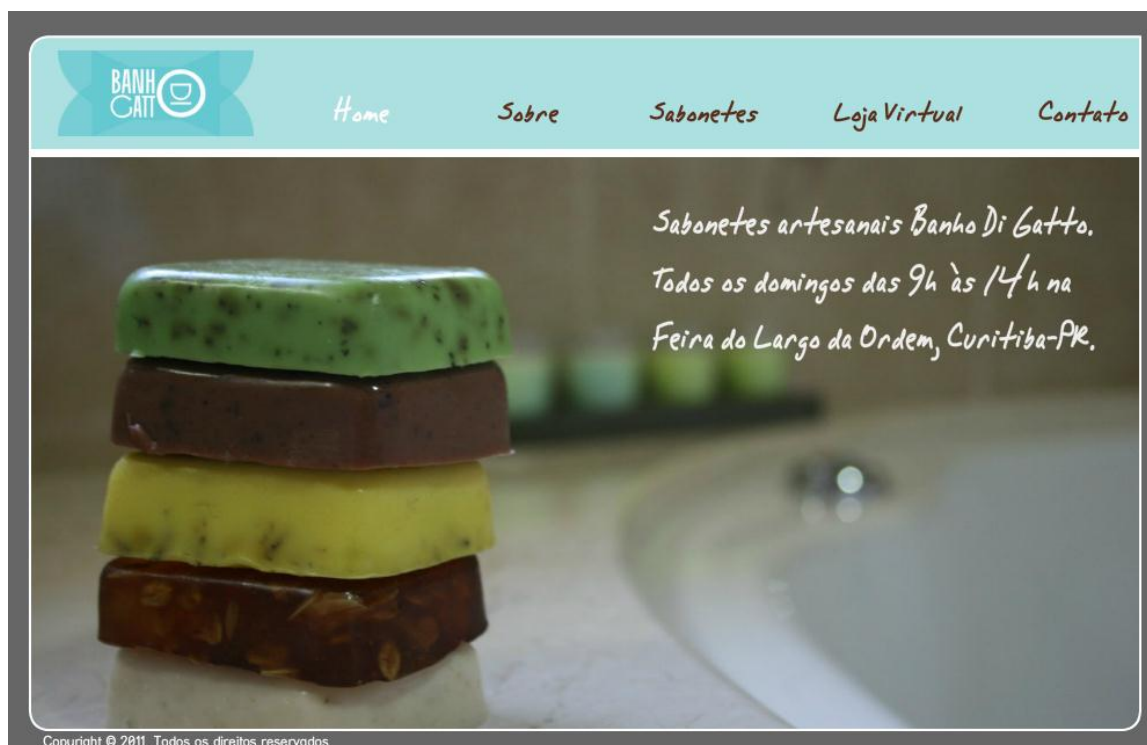 BANHO
GATTO
Home
Sobre
Sabonetes
Loja Virtual
Contato
Sabonetes artesanais Banho Di Gatto.
Todos os domingos das 9h às 14h na
Feira do Largo da Ordem, Curitiba-PR.
Copyright © 2011. Todos os direitos reservados